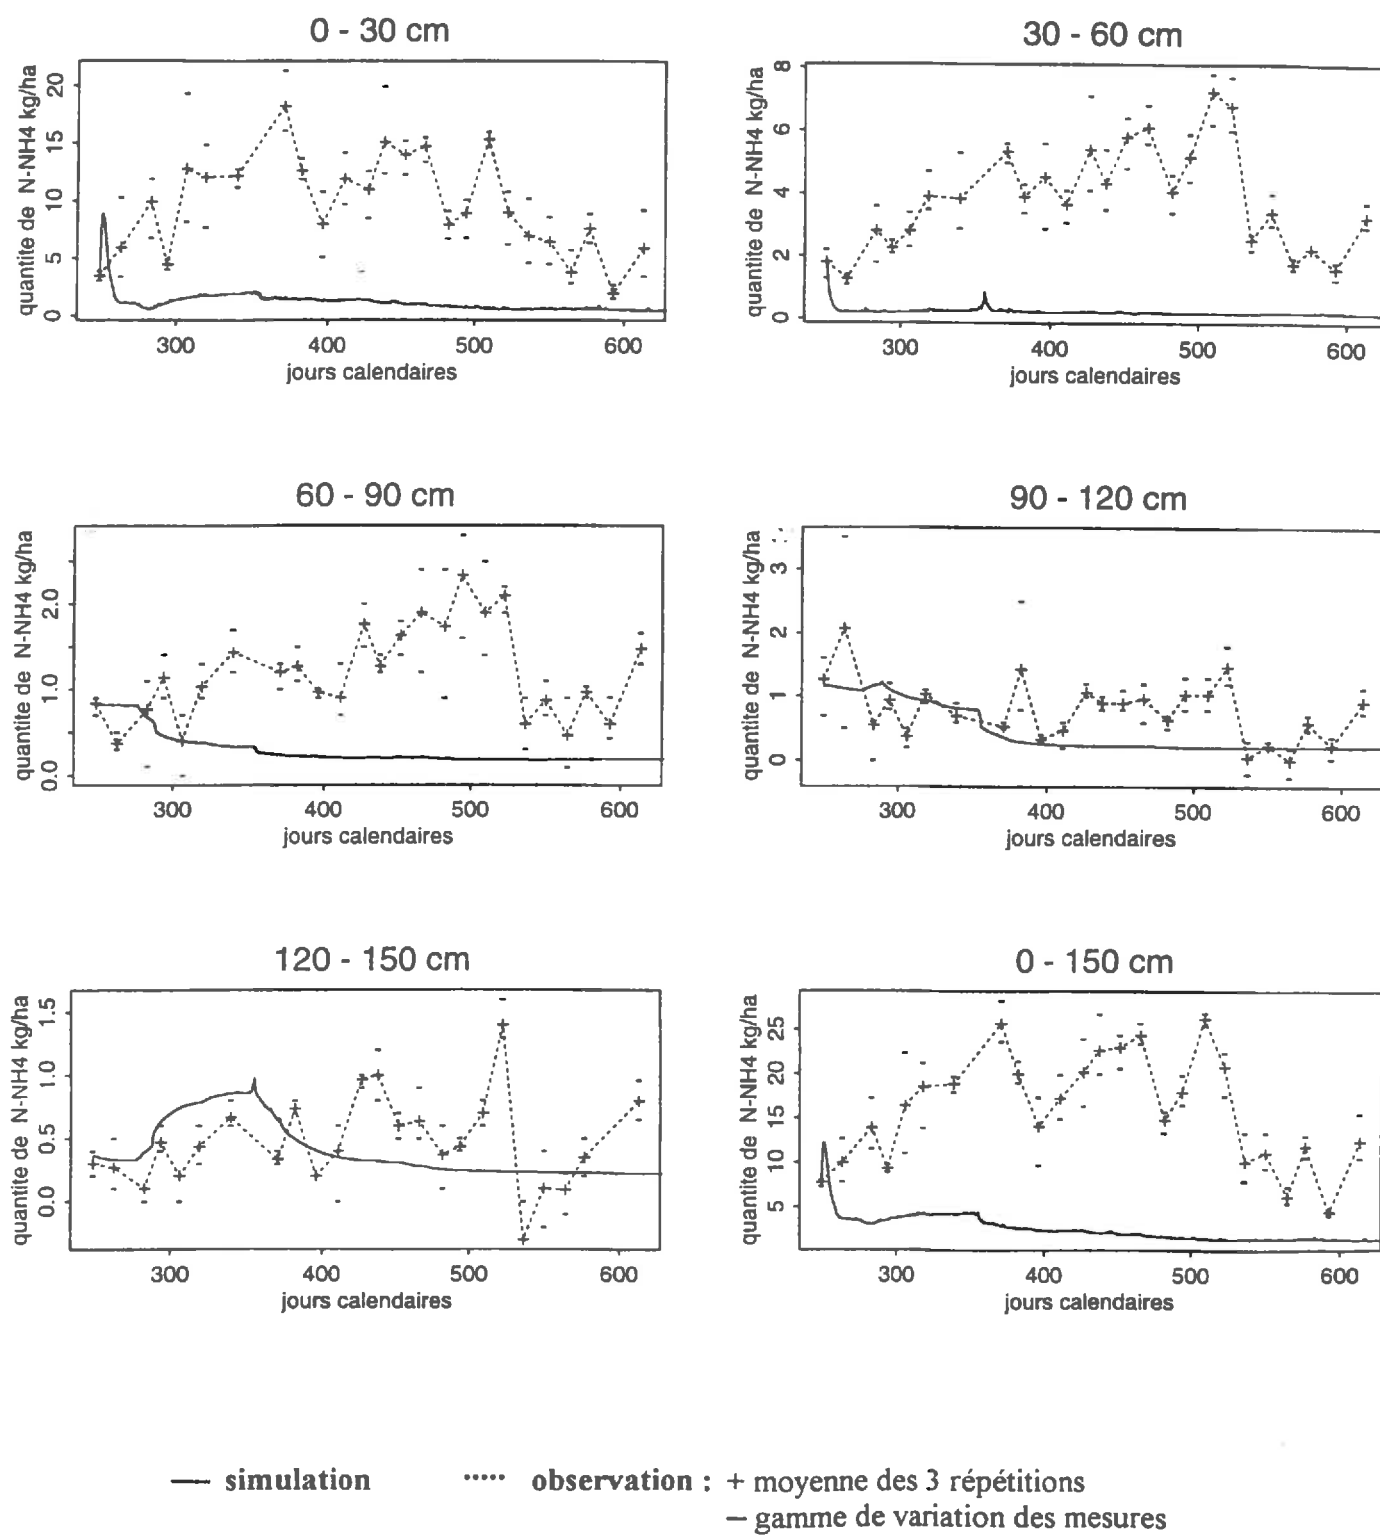 0 - 30 cm
quantite de N-NH4 kg/ha
0 5 10 15 20
300 400 500 600
jours calendaires
30 - 60 cm
quantite de N-NH4 kg/ha
0 2 4 6 8
300 400 500 600
jours calendaires
60 - 90 cm
quantite de N-NH4 kg/ha
0.0 1.0 2.0
300 400 500 600
jours calendaires
90 - 120 cm
quantite de N-NH4 kg/ha
0 1 2 3
300 400 500 600
jours calendaires
120 - 150 cm
quantite de N-NH4 kg/ha
0.0 0.5 1.0 1.5
300 400 500 600
jours calendaires
0 - 150 cm
quantite de N-NH4 kg/ha
5 10 15 20 25
300 400 500 600
jours calendaires
— simulation ..... observation : + moyenne des 3 répétitions
– gamme de variation des mesures